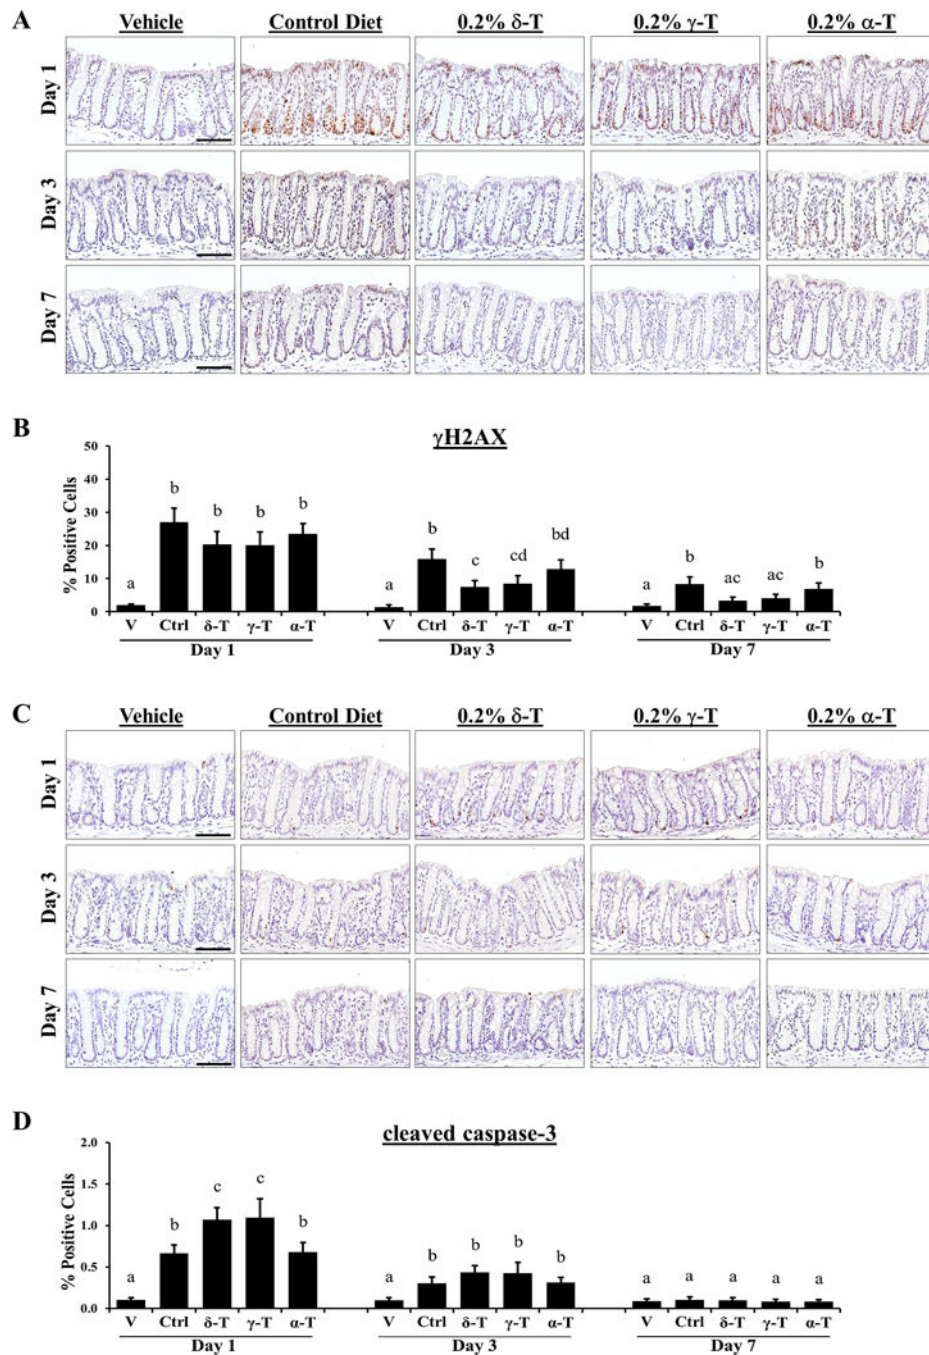 A
Vehicle Control Diet 0.2% δ-T 0.2% γ-T 0.2% α-T
Day 1
Day 3
Day 7
B
γH2AX
% Positive Cells
50
40
30
20
10
0
a b b b b
a b c cd bd
a b ac ac b
V Ctrl δ-T γ-T α-T V Ctrl δ-T γ-T α-T V Ctrl δ-T γ-T α-T
Day 1 Day 3 Day 7
C
Vehicle Control Diet 0.2% δ-T 0.2% γ-T 0.2% α-T
Day 1
Day 3
Day 7
D
cleaved caspase-3
% Positive Cells
2.0
1.5
1.0
0.5
0.0
a b c c b
a b b b b
a a a a a
V Ctrl δ-T γ-T α-T V Ctrl δ-T γ-T α-T V Ctrl δ-T γ-T α-T
Day 1 Day 3 Day 7